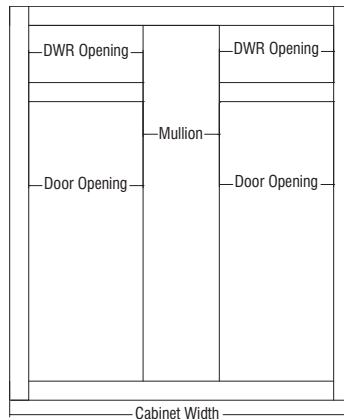 DWR Opening
DWR Opening
Mullion
Door Opening
Door Opening
Cabinet Width